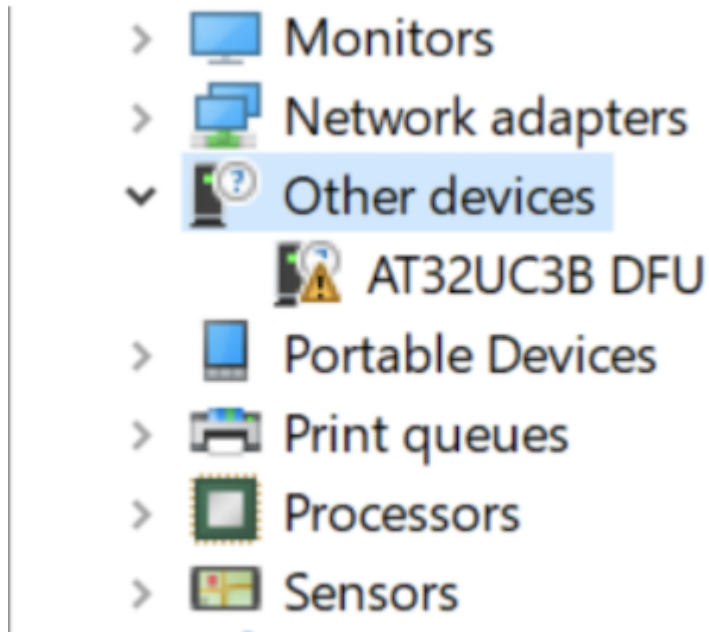 Monitors
Network adapters
Other devices
AT32UC3B DFU
Portable Devices
Print queues
Processors
Sensors